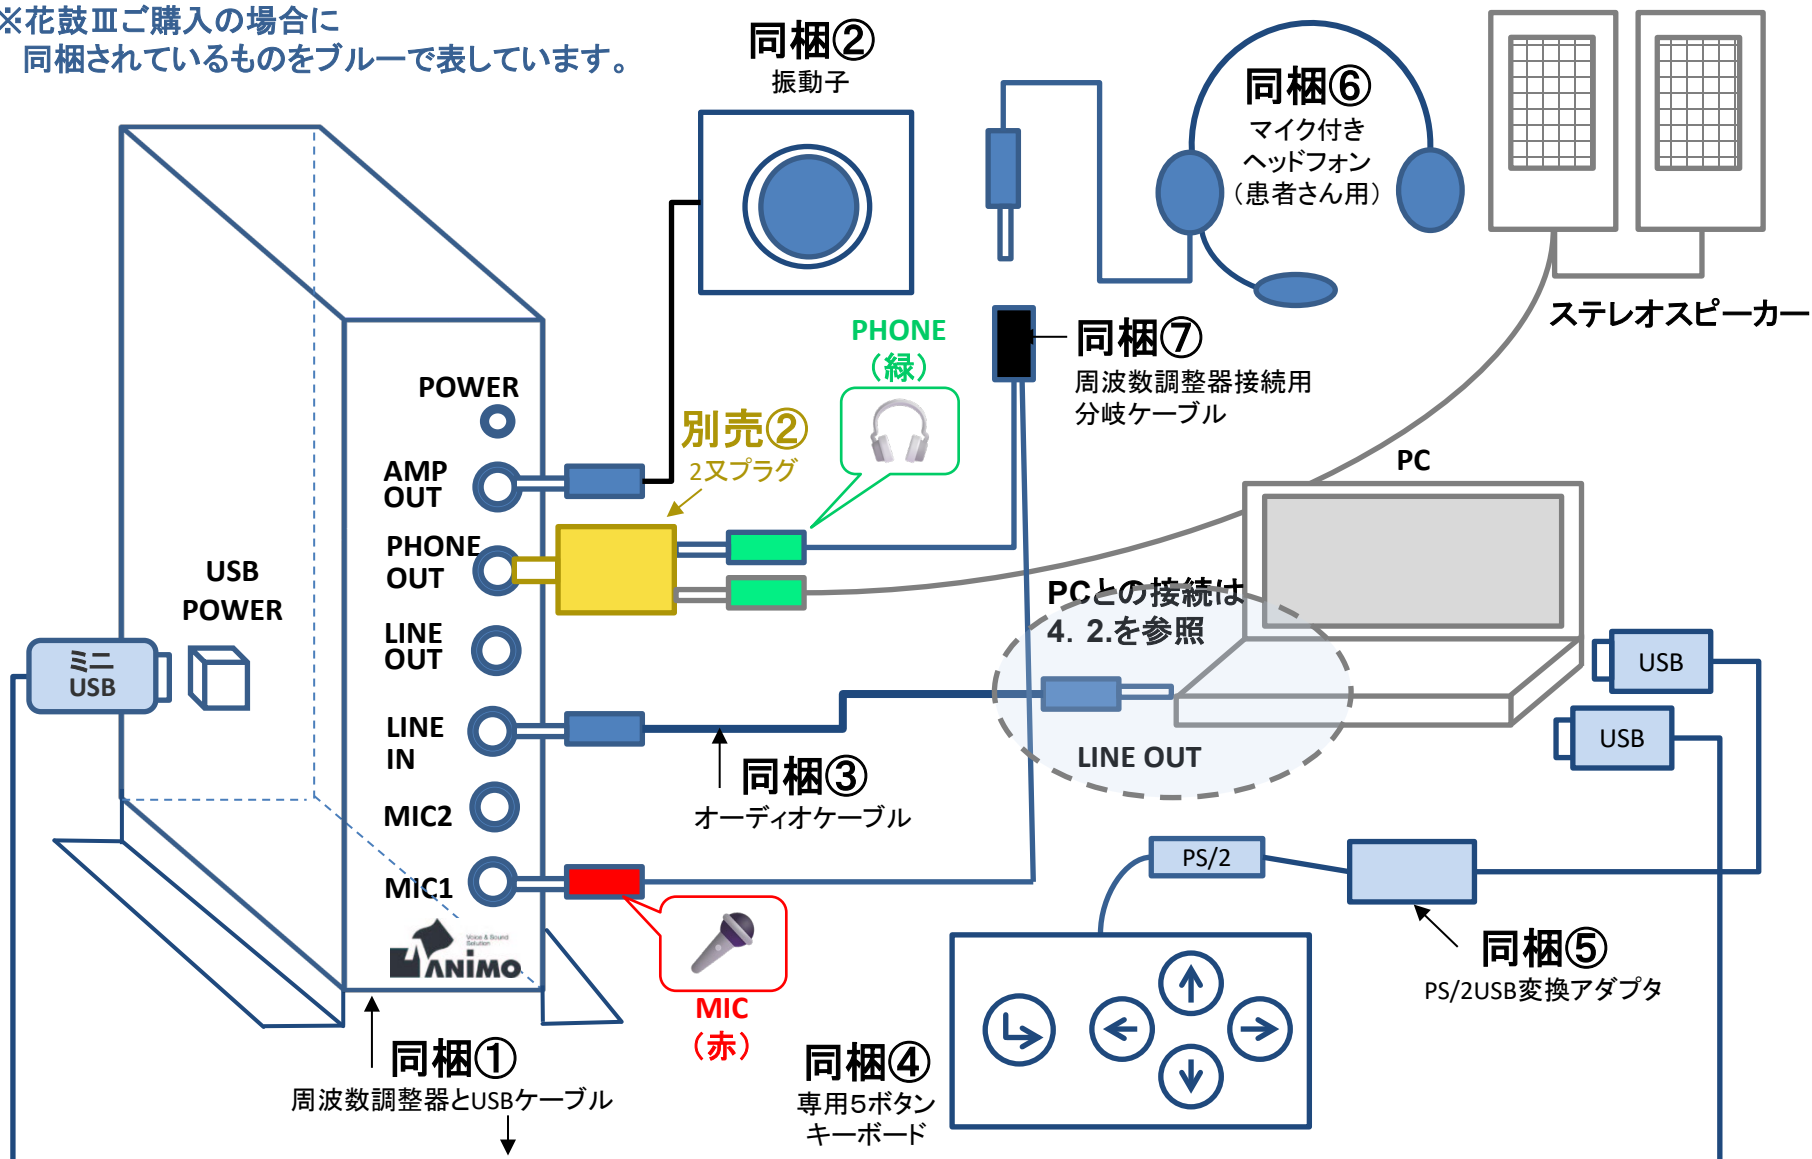 ※花鼓Ⅲご購入の場合に
同梱されているものをブルーで表しています。
同梱②
振動子
同梱⑥
マイク付き
ヘッドフォン
（患者さん用）
ステレオスピーカー
PHONE
（緑）
同梱⑦
周波数調整器接続用
分岐ケーブル
別売②
2又プラグ
POWER
AMP
OUT
PHONE
OUT
LINE
OUT
LINE
IN
MIC2
MIC1
USB
POWER
ミニ
USB
PC
PCとの接続は
4. 2.を参照
LINE OUT
USB
USB
同梱③
オーディオケーブル
PS/2
同梱⑤
PS/2USB変換アダプタ
Voice & Sound
Solution
ANIMO
MIC
（赤）
同梱①
周波数調整器とUSBケーブル
同梱④
専用5ボタン
キーボード